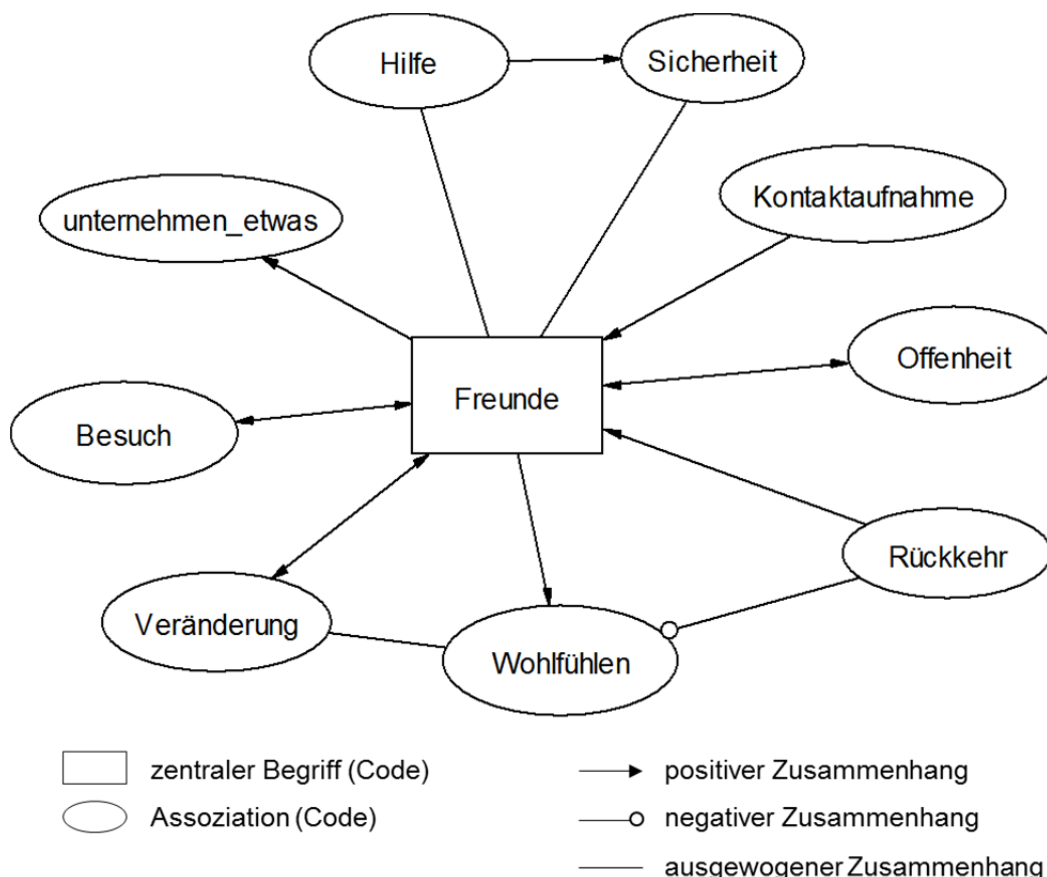 Hilfe
Sicherheit
Kontaktaufnahme
unternehmen_etwas
Offenheit
Freunde
Besuch
Rückkehr
Veränderung
Wohlfühlen
zentraler Begriff (Code)
Assoziation (Code)
positiver Zusammenhang
negativer Zusammenhang
ausgewogener Zusammenhang